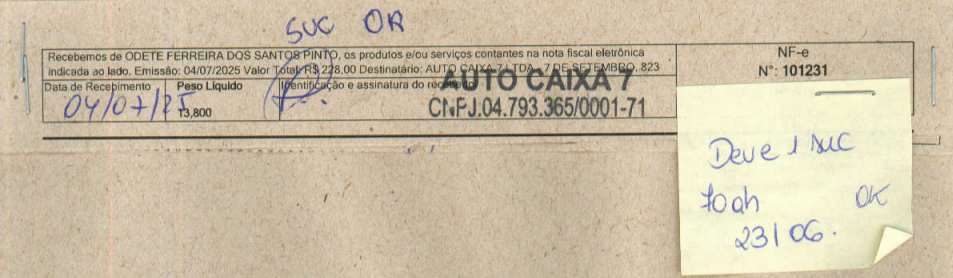 SUC OR
Recebemos de ODETE FERREIRA DOS SANTOS PINTO, os produtos e/ou serviços contantes na nota fiscal eletrônica
indicada ao lado. Emissão: 04/07/2025 Valor Total: R$ 228,00 Destinatário: AUTO CAIXA 7 LTDA - 7 DE SETEMBRO, 823
NF-e
N°: 101231
Data de Recebimento Peso Líquido Identificação e assinatura do
04/07/25 13,800
AUTO CAIXA 7
CNPJ.04.793.365/0001-71
Deve 1 suc
70ah OK
23/06.